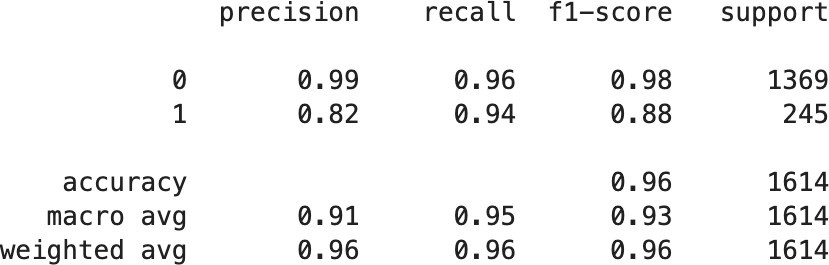 precision recall f1-score support
0 0.99 0.96 0.98 1369
1 0.82 0.94 0.88 245
accuracy 0.96 1614
macro avg 0.91 0.95 0.93 1614
weighted avg 0.96 0.96 0.96 1614